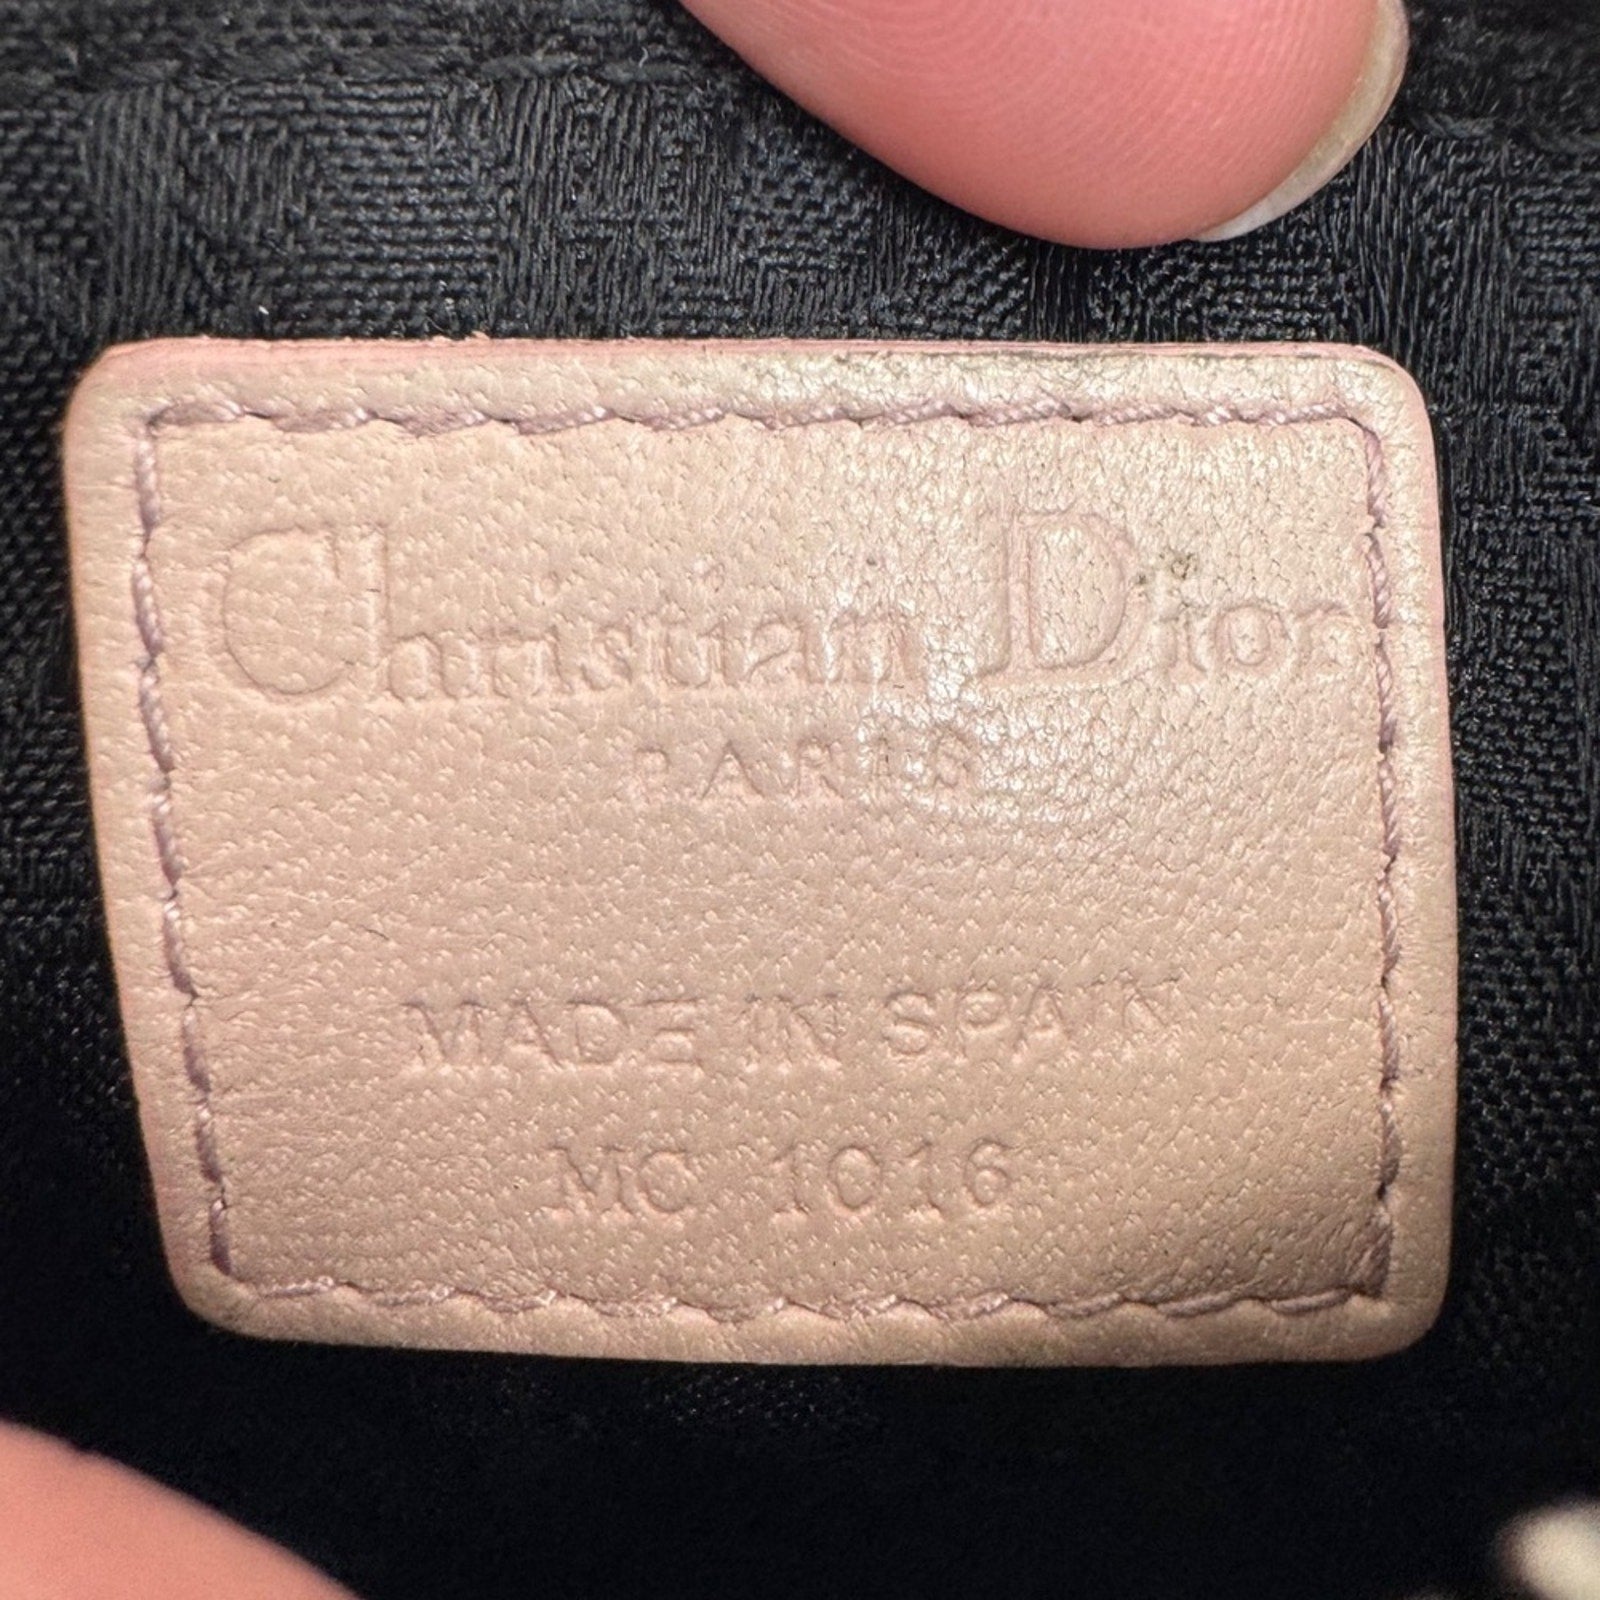 Christian Dior
PARIS
MADE IN SPAIN
MC 1016